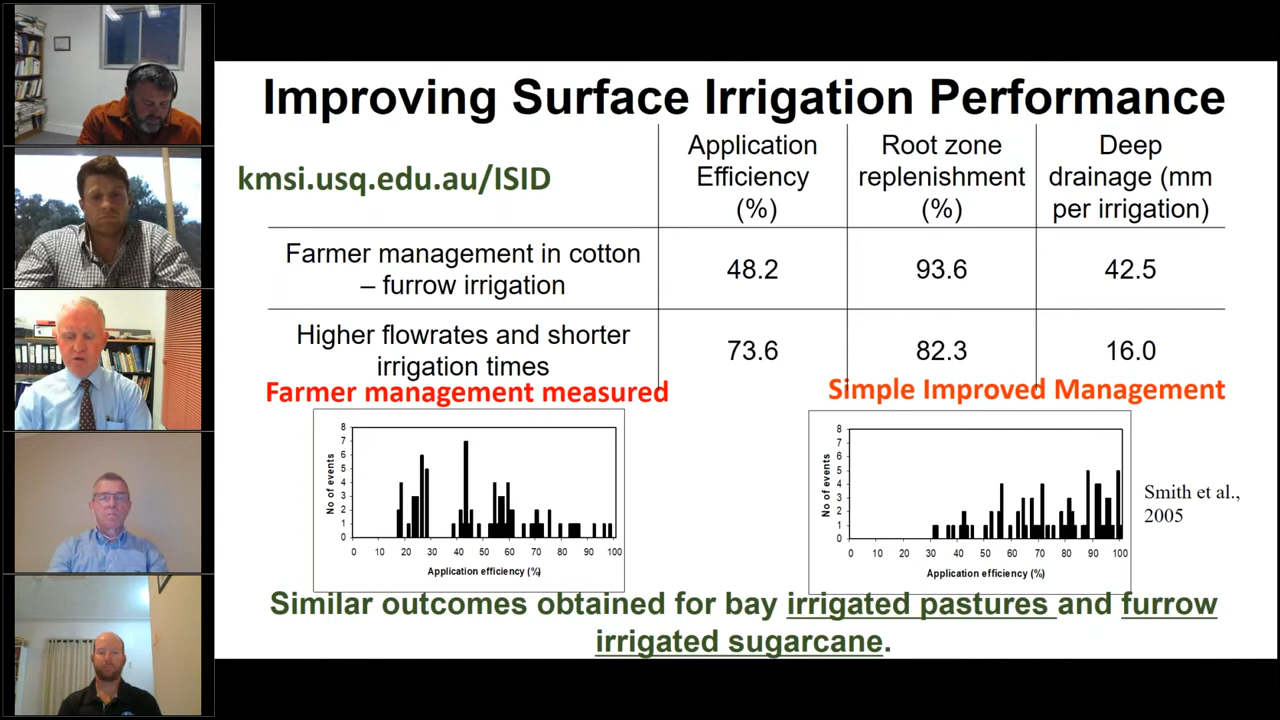 Improving Surface Irrigation Performance
kmsi.usq.edu.au/ISID
Application
Efficiency
(%)
Root zone
replenishment
(%)
Deep
drainage (mm
per irrigation)
Farmer management in cotton
– furrow irrigation
48.2
93.6
42.5
Higher flowrates and shorter
irrigation times
73.6
82.3
16.0
Farmer management measured
Simple Improved Management
No of events
8
7
6
5
4
3
2
1
0
0 10 20 30 40 50 60 70 80 90 100
Application efficiency (%)
No of events
8
7
6
5
4
3
2
1
0
0 10 20 30 40 50 60 70 80 90 100
Application efficiency (%)
Smith et al.,
2005
Similar outcomes obtained for bay irrigated pastures and furrow
irrigated sugarcane.